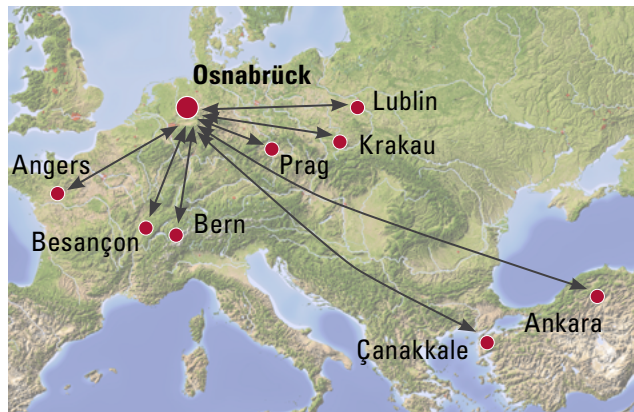 Osnabrück
Lublin
Krakau
Prag
Angers
Besançon
Bern
Ankara
Çanakkale